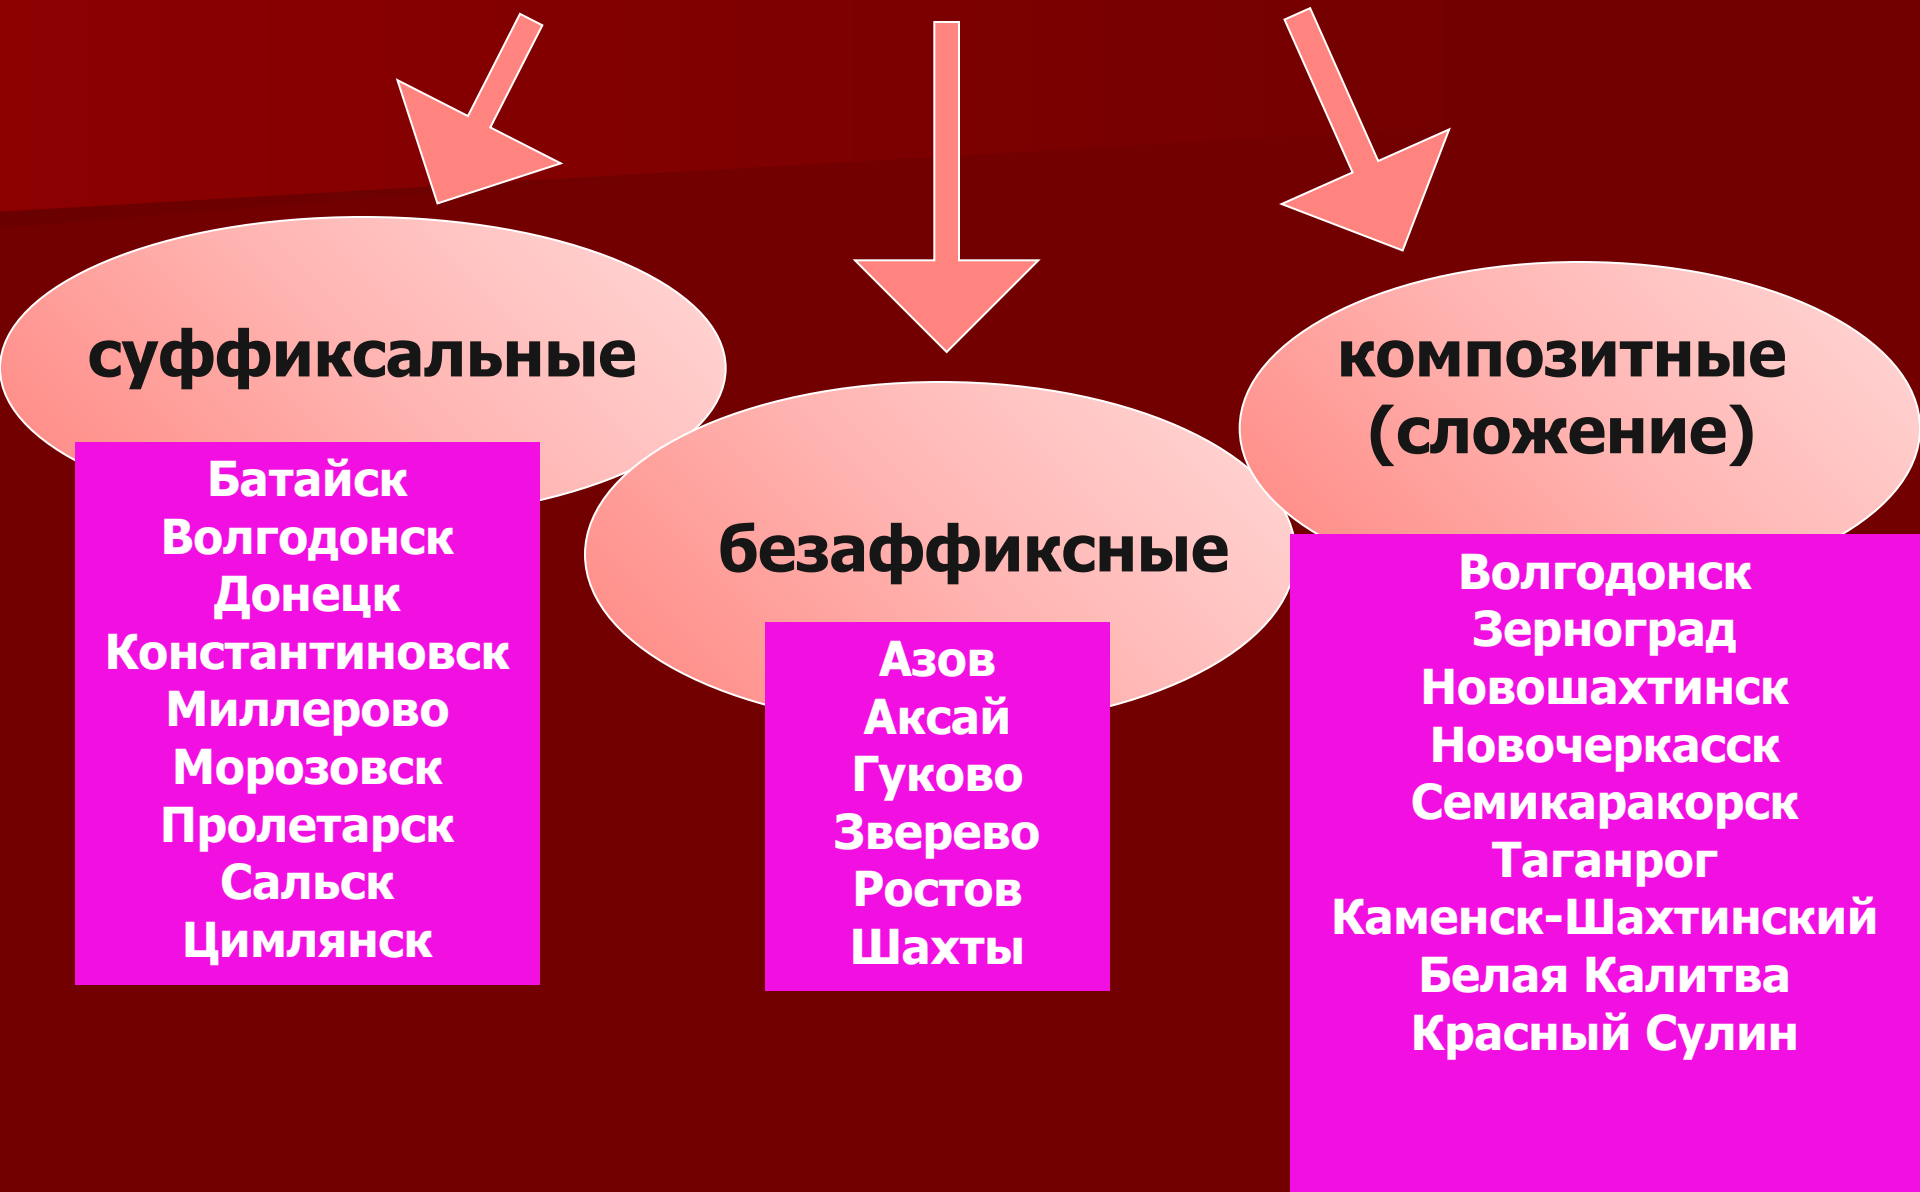 суффиксальные
Батайск
Волгодонск
Донецк
Константиновск
Миллерово
Морозовск
Пролетарск
Сальск
Цимлянск
безаффиксные
Азов
Аксай
Гуково
Зверево
Ростов
Шахты
композитные
(сложение)
Волгодонск
Зерноград
Новошахтинск
Новочеркасск
Семикаракорск
Таганрог
Каменск-Шахтинский
Белая Калитва
Красный Сулин